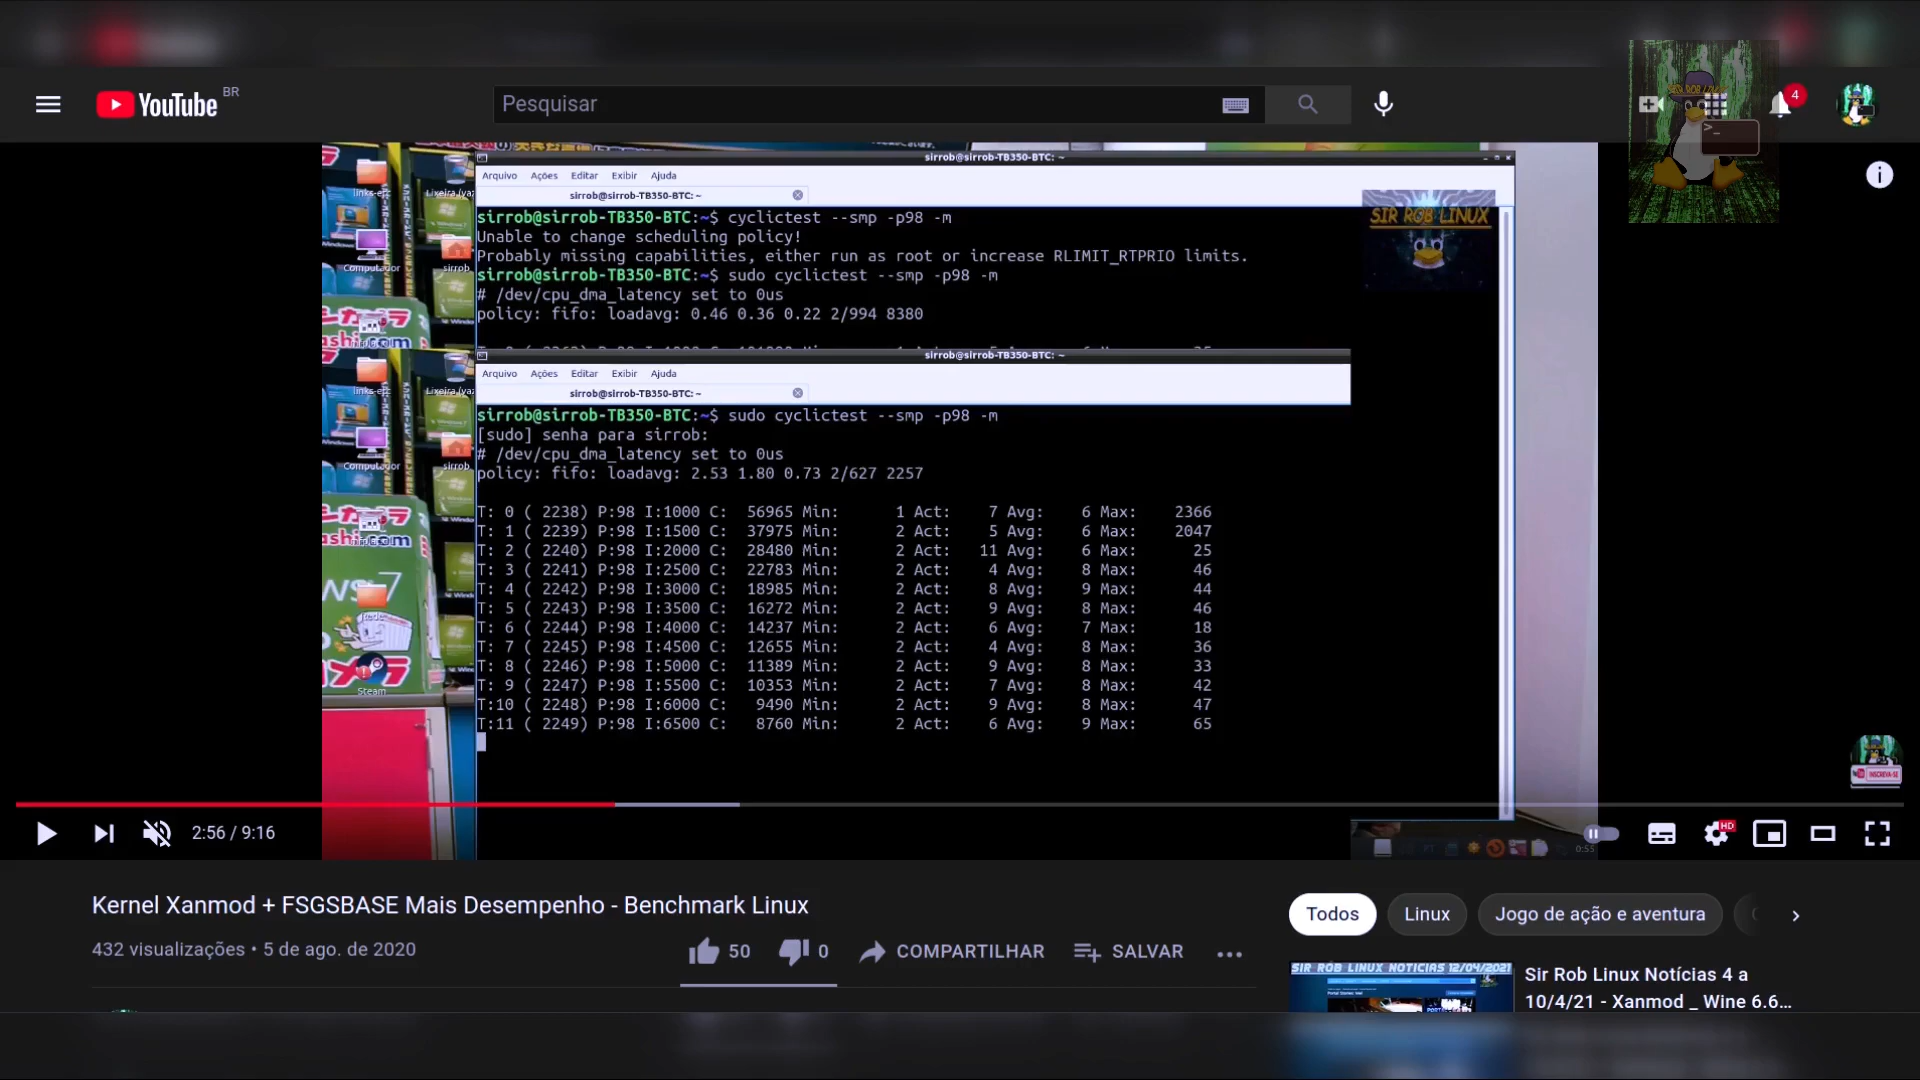 YouTube BR
Pesquisar
4
sirrob@sirrob-TB350-BTC: ~
Arquivo Ações Editar Exibir Ajuda
sirrob@sirrob-TB350-BTC: ~
sirrob@sirrob-TB350-BTC:~$ cyclictest --smp -p98 -m
Unable to change scheduling policy!
Probably missing capabilities, either run as root or increase RLIMIT_RTPRIO limits.
sirrob@sirrob-TB350-BTC:~$ sudo cyclictest --smp -p98 -m
# /dev/cpu_dma_latency set to 0us
policy: fifo: loadavg: 0.46 0.36 0.22 2/994 8380
SIR ROB LINUX
sirrob@sirrob-TB350-BTC: ~
Arquivo Ações Editar Exibir Ajuda
sirrob@sirrob-TB350-BTC: ~
sirrob@sirrob-TB350-BTC:~$ sudo cyclictest --smp -p98 -m
[sudo] senha para sirrob:
# /dev/cpu_dma_latency set to 0us
policy: fifo: loadavg: 2.53 1.80 0.73 2/627 2257
T: 0 ( 2238) P:98 I:1000 C: 56965 Min: 1 Act: 7 Avg: 6 Max: 2366
T: 1 ( 2239) P:98 I:1500 C: 37975 Min: 2 Act: 5 Avg: 6 Max: 2047
T: 2 ( 2240) P:98 I:2000 C: 28480 Min: 2 Act: 11 Avg: 6 Max: 25
T: 3 ( 2241) P:98 I:2500 C: 22783 Min: 2 Act: 4 Avg: 8 Max: 46
T: 4 ( 2242) P:98 I:3000 C: 18985 Min: 2 Act: 8 Avg: 9 Max: 44
T: 5 ( 2243) P:98 I:3500 C: 16272 Min: 2 Act: 9 Avg: 8 Max: 46
T: 6 ( 2244) P:98 I:4000 C: 14237 Min: 2 Act: 6 Avg: 7 Max: 18
T: 7 ( 2245) P:98 I:4500 C: 12655 Min: 2 Act: 4 Avg: 8 Max: 36
T: 8 ( 2246) P:98 I:5000 C: 11389 Min: 2 Act: 9 Avg: 8 Max: 33
T: 9 ( 2247) P:98 I:5500 C: 10353 Min: 2 Act: 7 Avg: 8 Max: 42
T:10 ( 2248) P:98 I:6000 C: 9490 Min: 2 Act: 9 Avg: 8 Max: 47
T:11 ( 2249) P:98 I:6500 C: 8760 Min: 2 Act: 6 Avg: 9 Max: 65
Computador
sirrob
Computador
sirrob
Steam
INSCREVA-SE
2:56 / 9:16
HD
0:55
Kernel Xanmod + FSGSBASE Mais Desempenho - Benchmark Linux
432 visualizações • 5 de ago. de 2020
50
0
COMPARTILHAR
SALVAR
Todos
Linux
Jogo de ação e aventura
SIR ROB LINUX NOTICIAS 12/04/2021
Sir Rob Linux Notícias 4 a
10/4/21 - Xanmod _ Wine 6.6...